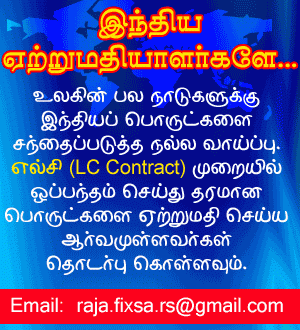 இந்திய
ஏற்றுமதியாளர்களே...
உலகின் பல நாடுகளுக்கு
இந்தியப் பொருட்களை
சந்தைப்படுத்த நல்ல வாய்ப்பு.
எல்சி (LC Contract) முறையில்
ஒப்பந்தம் செய்து தரமான
பொருட்களை ஏற்றுமதி செய்ய
ஆர்வமுள்ளவர்கள்
தொடர்பு கொள்ளவும்.
Email: raja.fixsa.rs@gmail.com